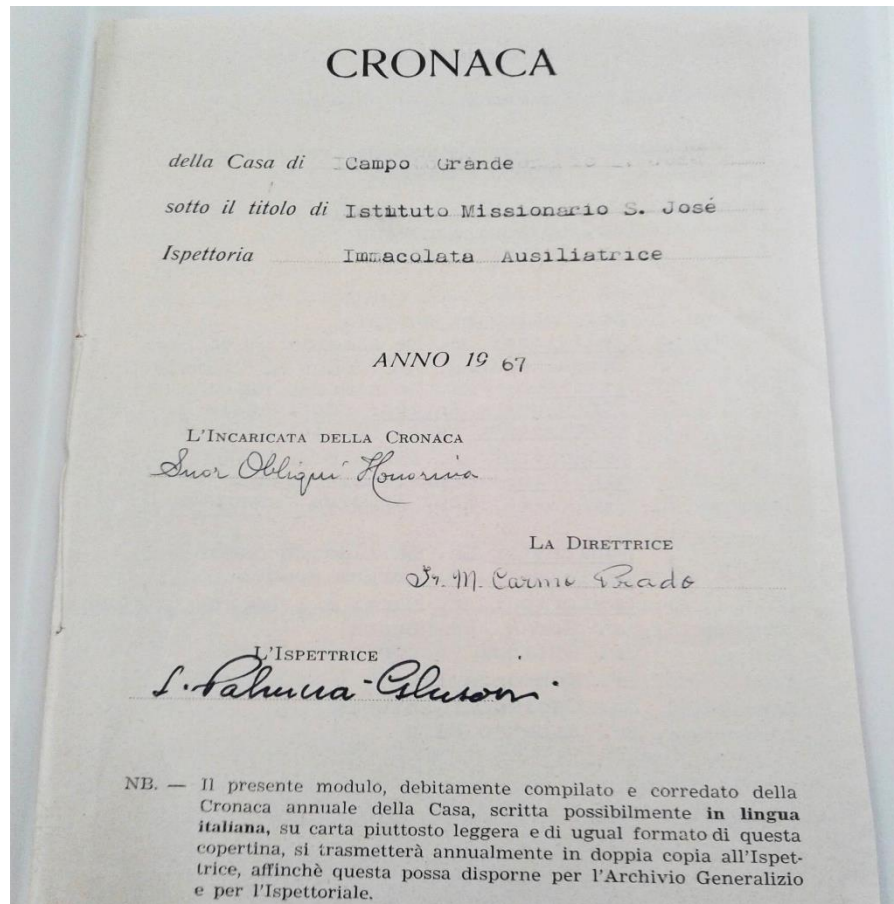 CRONACA
della Casa di Campo Grande
sotto il titolo di Istituto Missionario S. José
Ispettoria Immacolata Ausiliatrice
ANNO 19 67
L'INCARICATA DELLA CRONACA
Suor Obliqui Honorina
LA DIRETTRICE
Sr. M. Carmo Prado
L'ISPETTRICE
S. Palmira
NB. — Il presente modulo, debitamente compilato e corredato della
Cronaca annuale della Casa, scritta possibilmente in lingua
italiana, su carta piuttosto leggera e di ugual formato di questa
copertina, si trasmetterà annualmente in doppia copia all'Ispet-
trice, affinchè questa possa disporne per l'Archivio Generalizio
e per l'Ispettoriale.